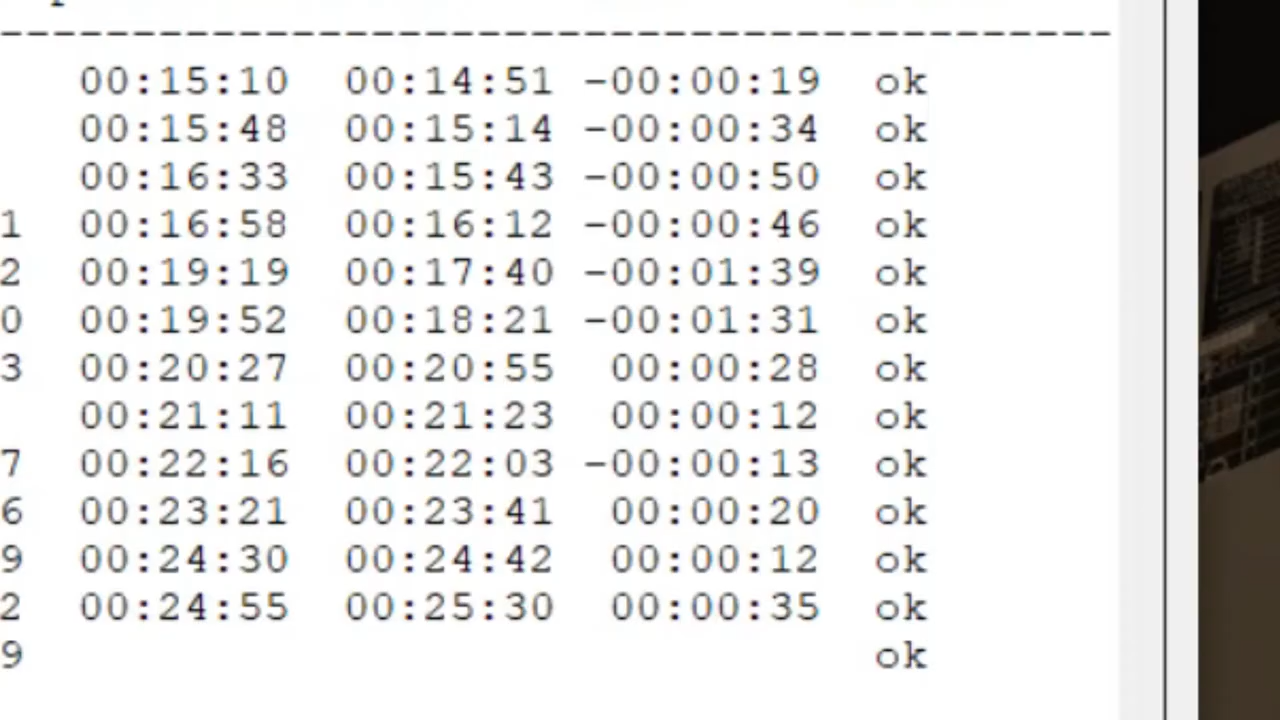 ------------------------------------------
00:15:10 00:14:51 -00:00:19 ok
00:15:48 00:15:14 -00:00:34 ok
00:16:33 00:15:43 -00:00:50 ok
1 00:16:58 00:16:12 -00:00:46 ok
2 00:19:19 00:17:40 -00:01:39 ok
0 00:19:52 00:18:21 -00:01:31 ok
3 00:20:27 00:20:55 00:00:28 ok
00:21:11 00:21:23 00:00:12 ok
7 00:22:16 00:22:03 -00:00:13 ok
6 00:23:21 00:23:41 00:00:20 ok
9 00:24:30 00:24:42 00:00:12 ok
2 00:24:55 00:25:30 00:00:35 ok
9 ok